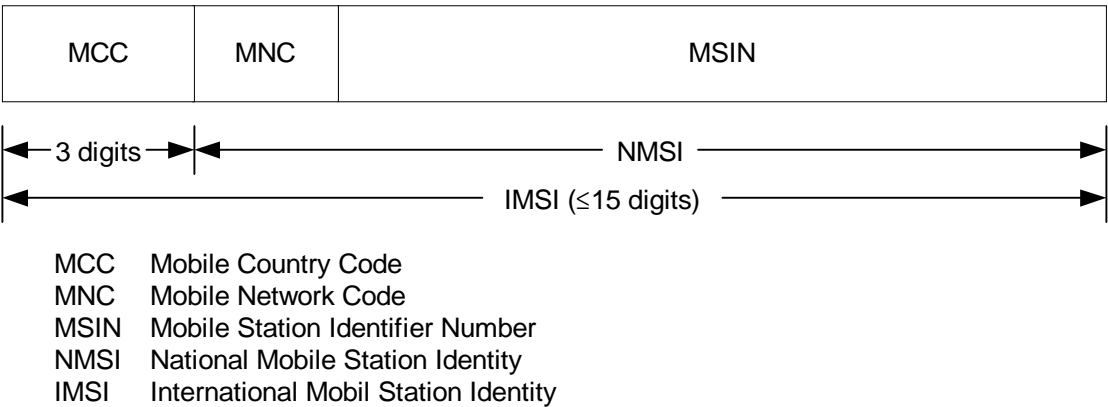 MCC MNC MSIN
3 digits NMSI
IMSI (≤15 digits)
MCC Mobile Country Code
MNC Mobile Network Code
MSIN Mobile Station Identifier Number
NMSI National Mobile Station Identity
IMSI International Mobil Station Identity